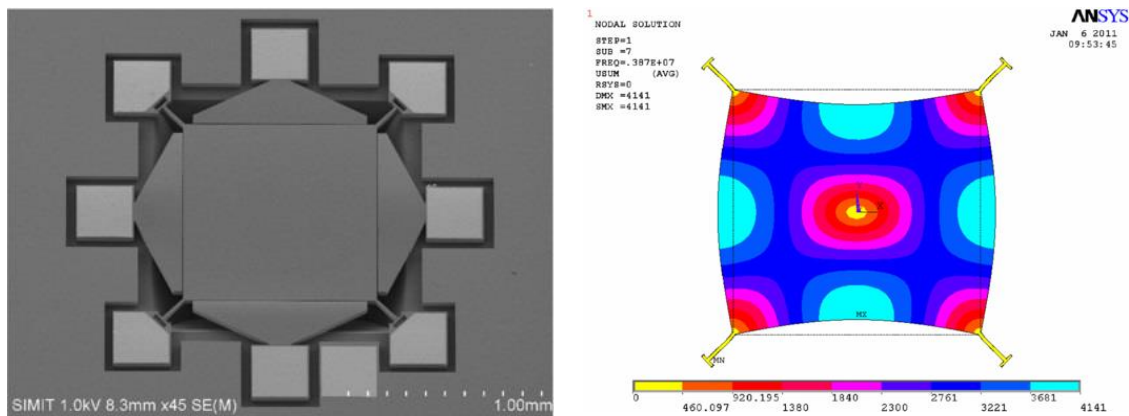 SIMIT 1.0kV 8.3mm x45 SE(M)
1.00mm
1
NODAL SOLUTION
STEP=1
SUB =7
FREQ=.387E+07
USUM (AVG)
RSYS=0
DMX =4141
SMX =4141
ANSYS
JAN 6 2011
09:53:45
MX
MN
0 920.195 1840 2761 3681
460.097 1380 2300 3221 4141